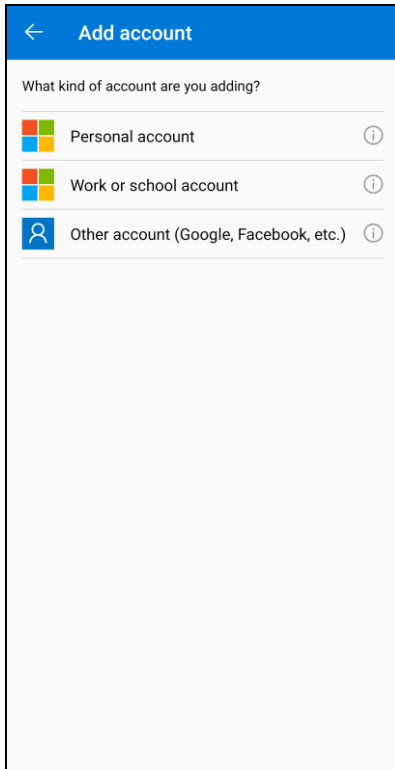 Add account
What kind of account are you adding?
Personal account
Work or school account
Other account (Google, Facebook, etc.)